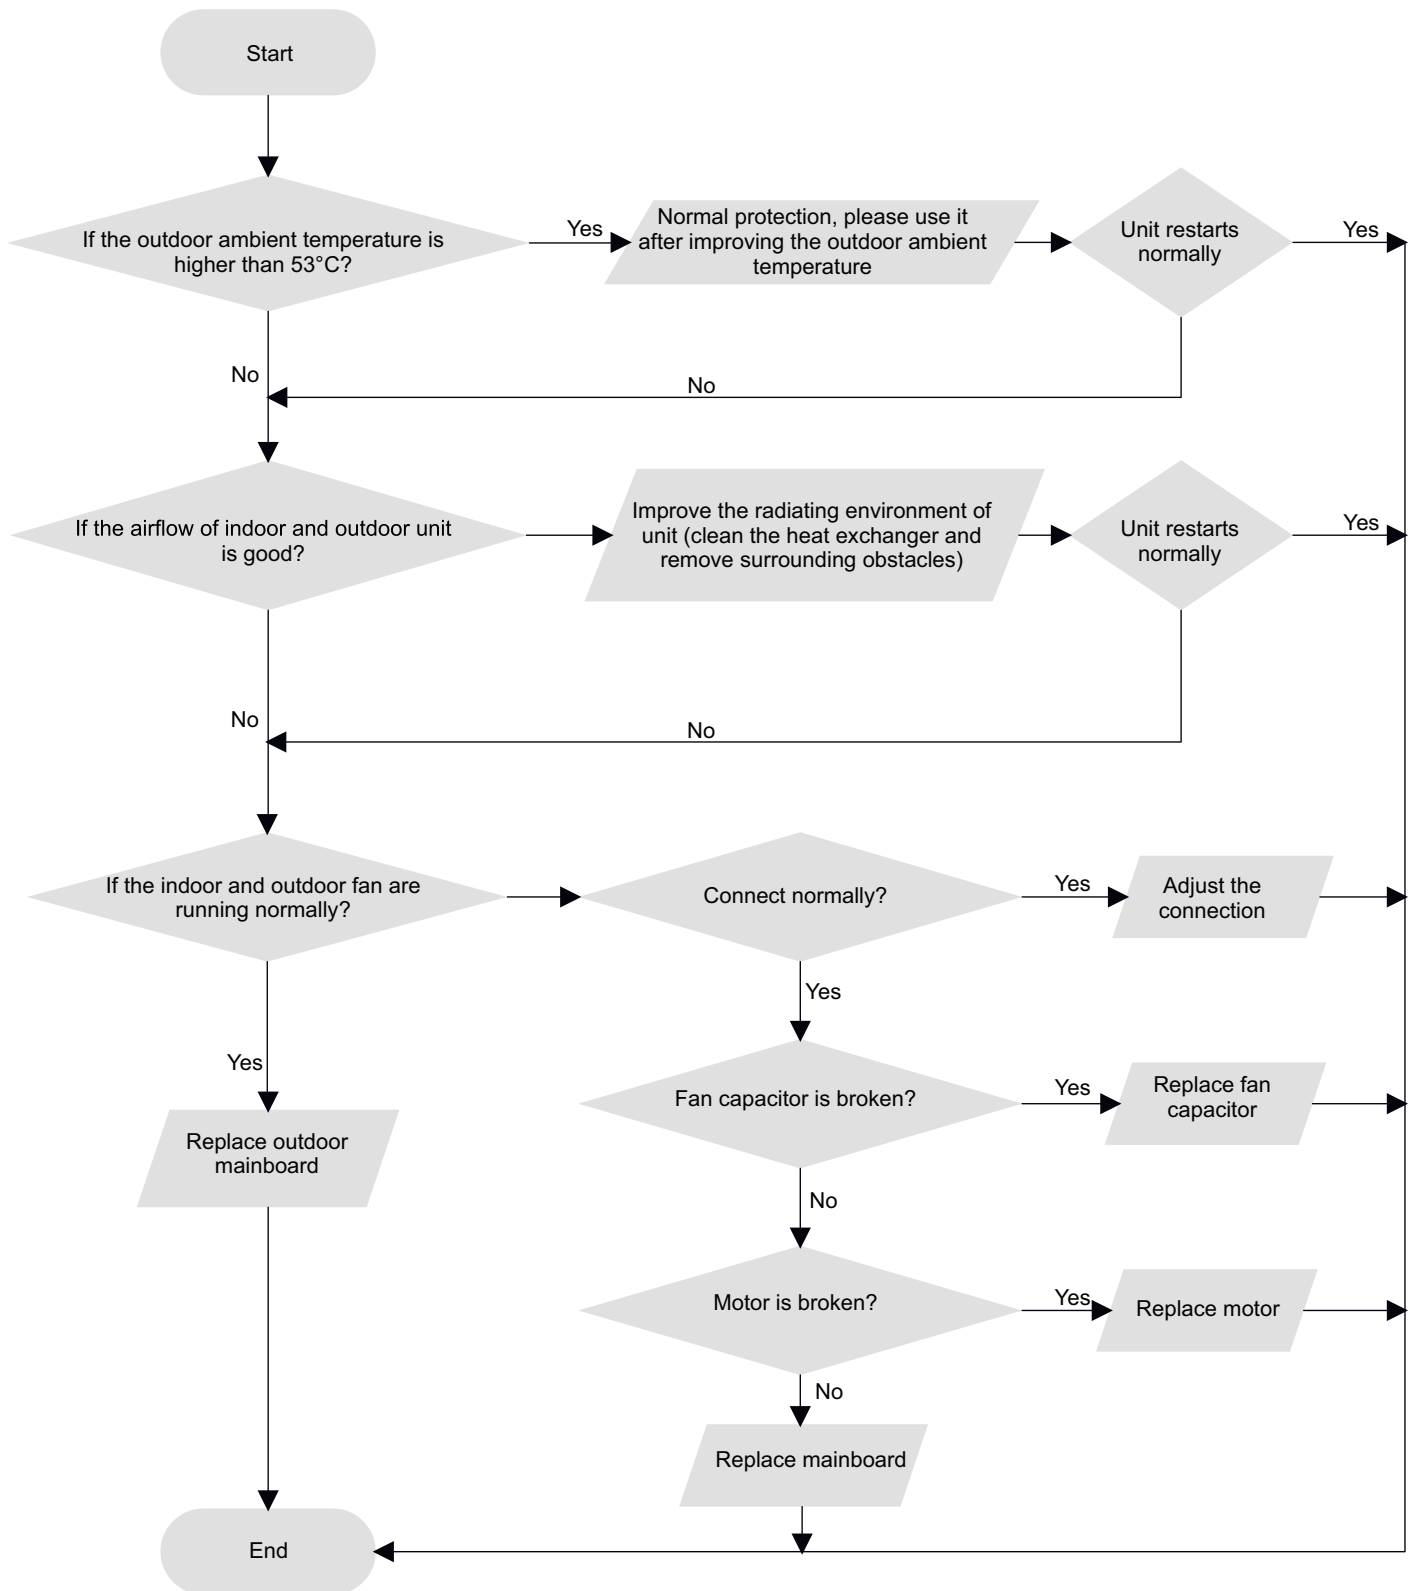 Start
If the outdoor ambient temperature is
higher than 53°C?
Yes
Normal protection, please use it
after improving the outdoor ambient
temperature
Unit restarts
normally
Yes
No
No
If the airflow of indoor and outdoor unit
is good?
Improve the radiating environment of
unit (clean the heat exchanger and
remove surrounding obstacles)
Unit restarts
normally
Yes
No
No
If the indoor and outdoor fan are
running normally?
Connect normally?
Yes
Adjust the
connection
Yes
Yes
Fan capacitor is broken?
Yes
Replace fan
capacitor
Replace outdoor
mainboard
No
Motor is broken?
Yes
Replace motor
No
Replace mainboard
End